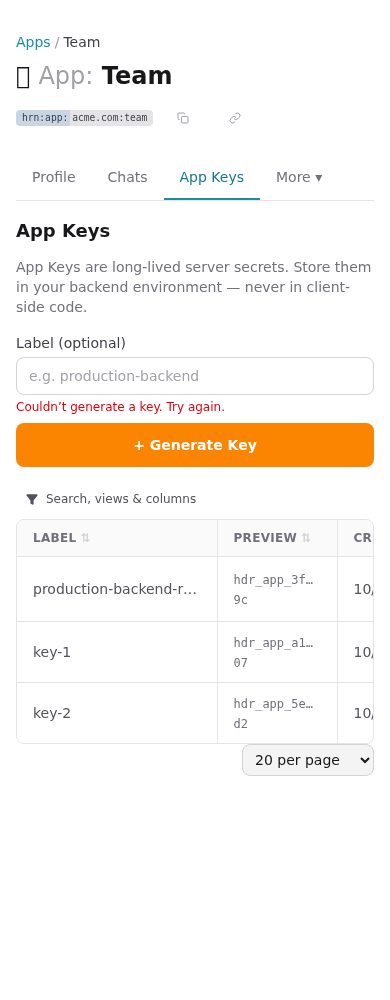 Apps / Team
App: Team
hrn:app: acme.com:team
Profile Chats App Keys More ▾
App Keys
App Keys are long-lived server secrets. Store them
in your backend environment — never in client-
side code.
Label (optional)
e.g. production-backend
Couldn’t generate a key. Try again.
+ Generate Key
Search, views & columns
LABEL ⇅ PREVIEW ⇅ CR
production-backend-r… hdr_app_3f…
9c 10/
key-1 hdr_app_a1…
07 10/
key-2 hdr_app_5e…
d2 10/
20 per page